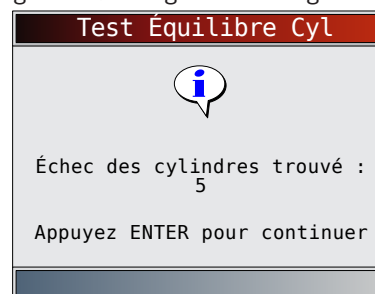 Test Équilibre Cyl
Échec des cylindres trouvé :
5
Appuyez ENTER pour continuer